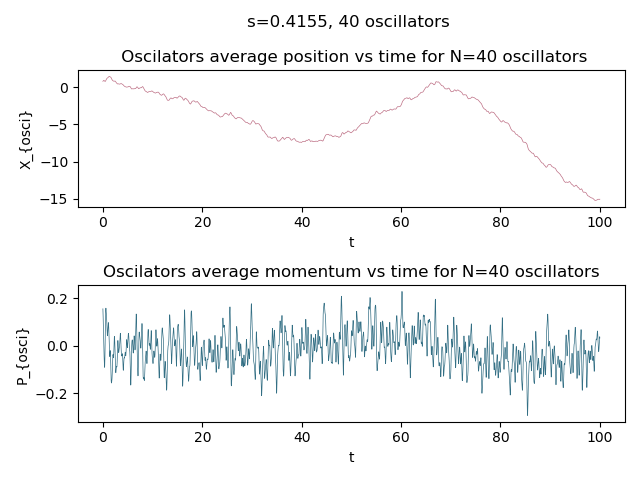 s=0.4155, 40 oscillators
Oscilators average position vs time for N=40 oscillators
X_{osci}
0
−5
−10
−15
0 20 40 60 80 100
t
Oscilators average momentum vs time for N=40 oscillators
P_{osci}
0.2
0.0
−0.2
0 20 40 60 80 100
t